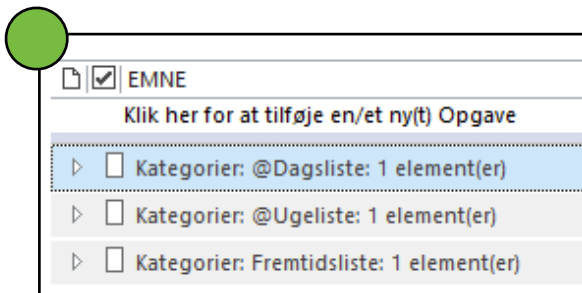 EMNE
Klik her for at tilføje en/et ny(t) Opgave
Kategorier: @Dagsliste: 1 element(er)
Kategorier: @Ugeliste: 1 element(er)
Kategorier: Fremtidsliste: 1 element(er)